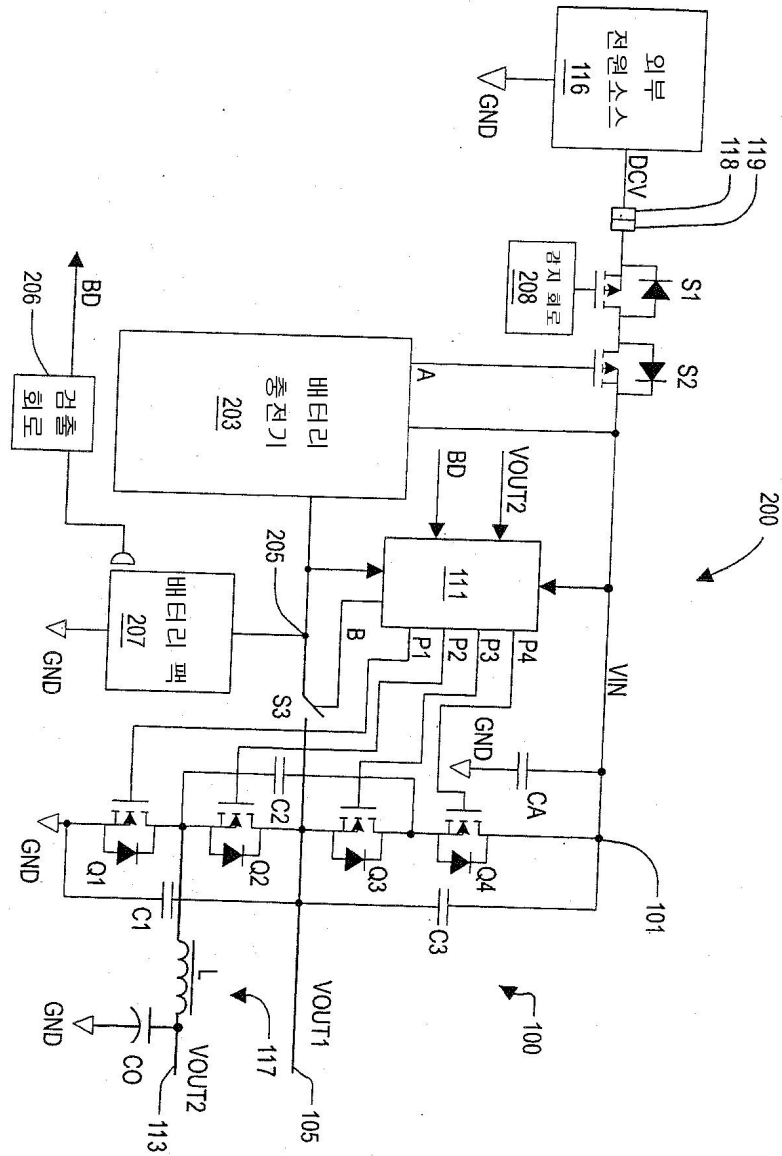 200
외부
전원소스
116
GND
DCV
119
118
감지 회로
208
S1
S2
VIN
101
100
배터리
충전기
203
A
BD
VOUT2
111
P4
P3
P2
P1
B
GND
CA
Q4
C3
Q3
C2
Q2
Q1
C1
GND
205
S3
VOUT1
105
L
117
VOUT2
113
CO
GND
배터리 팩
207
GND
206
BD
검출
회로